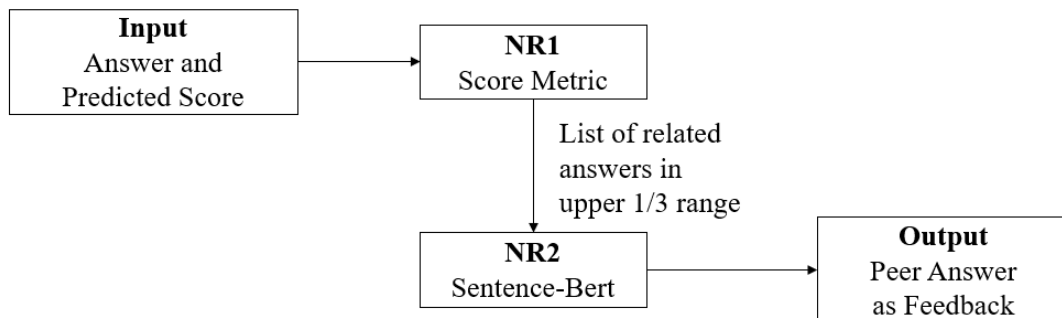 Input
Answer and
Predicted Score
NR1
Score Metric
List of related
answers in
upper 1/3 range
NR2
Sentence-Bert
Output
Peer Answer
as Feedback